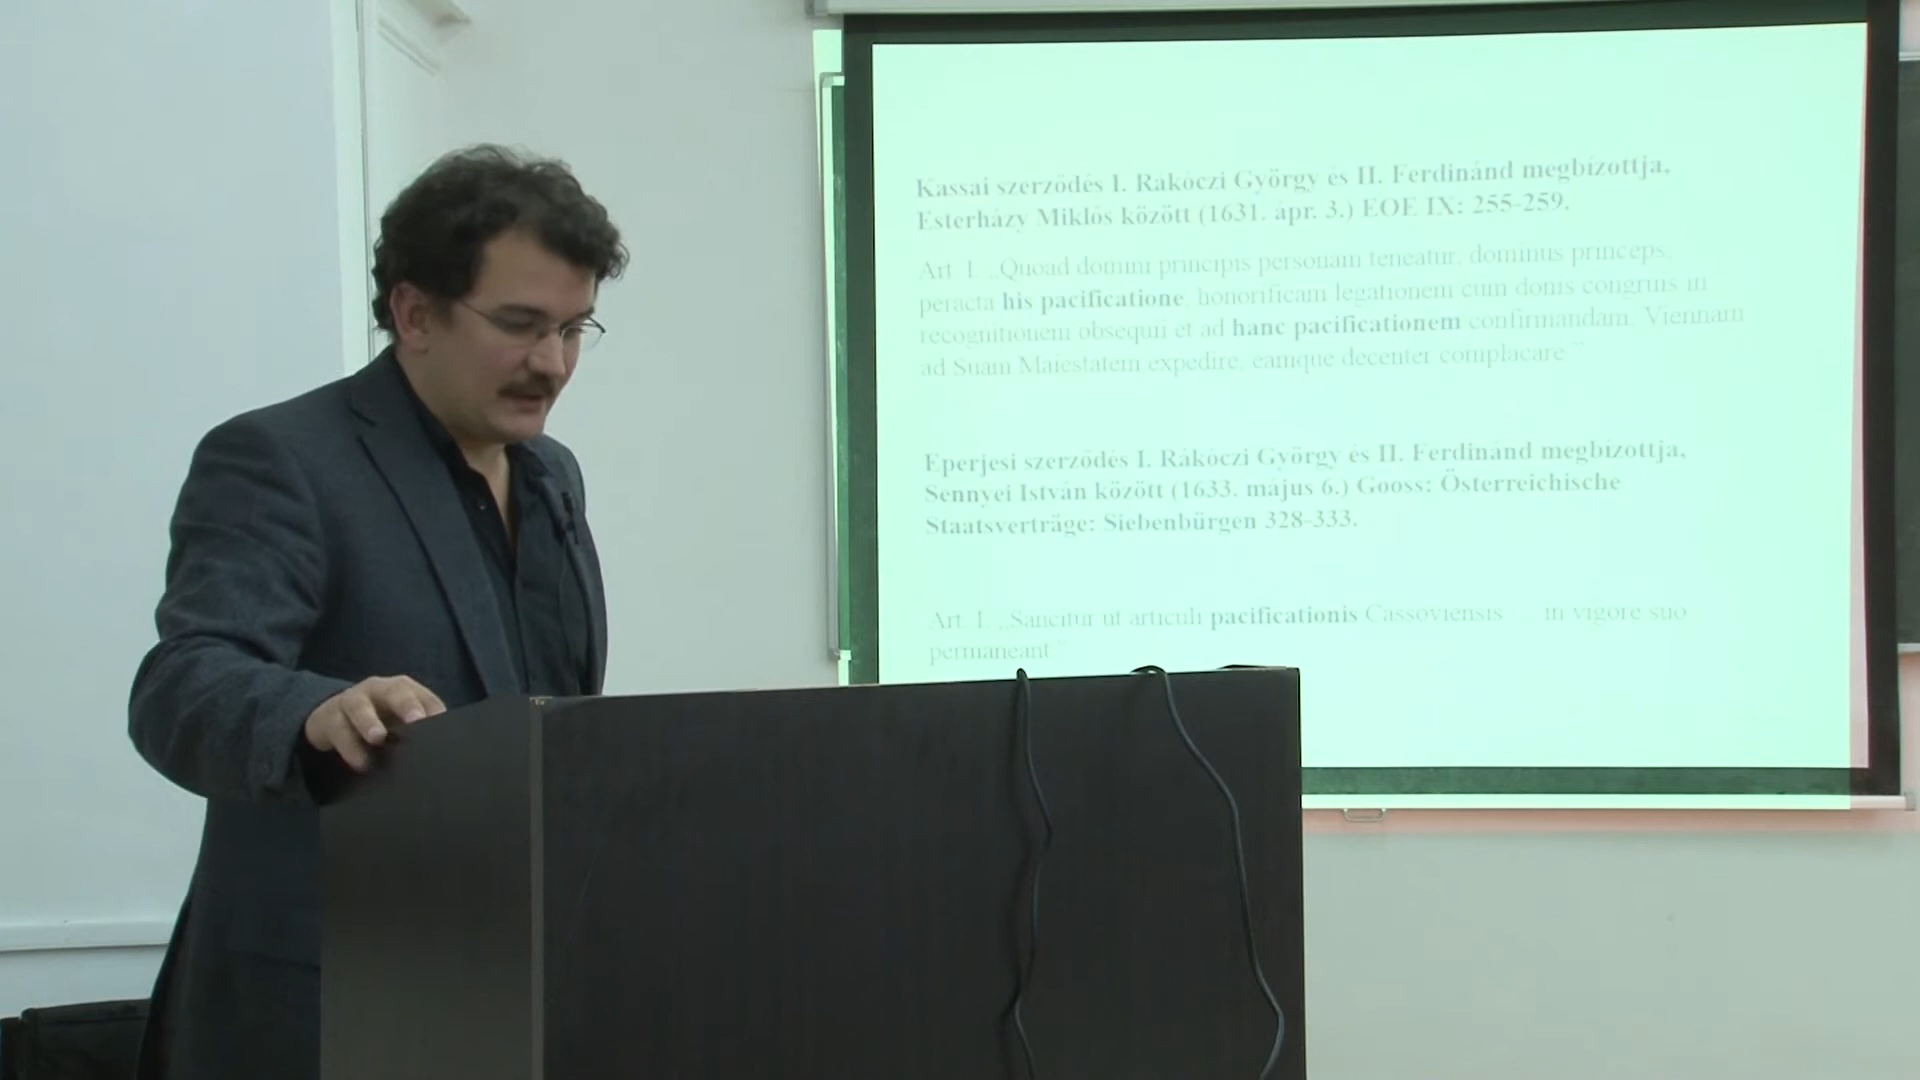 Kassai szerződés I. Rákóczi György és II. Ferdinánd megbízottja,
Esterházy Miklós között (1631. ápr. 3.) EOE IX: 255-259.
Art. I. „Quoad domini principis personam teneatur, dominus princeps,
peracta his pacificatione, honorificam legationem cum donis congruis in
recognitionem obsequii et ad hanc pacificationem confirmandam, Viennam
ad Suam Maiestatem expedire, eamque decenter complacare.”
Eperjesi szerződés I. Rákóczi György és II. Ferdinánd megbízottja,
Sennyei István között (1633. május 6.) Gooss: Österreichische
Staatsverträge: Siebenbürgen 328-333.
Art. I. „Sancitur ut articuli pacificationis Cassoviensis ... in vigore suo
permaneant.”